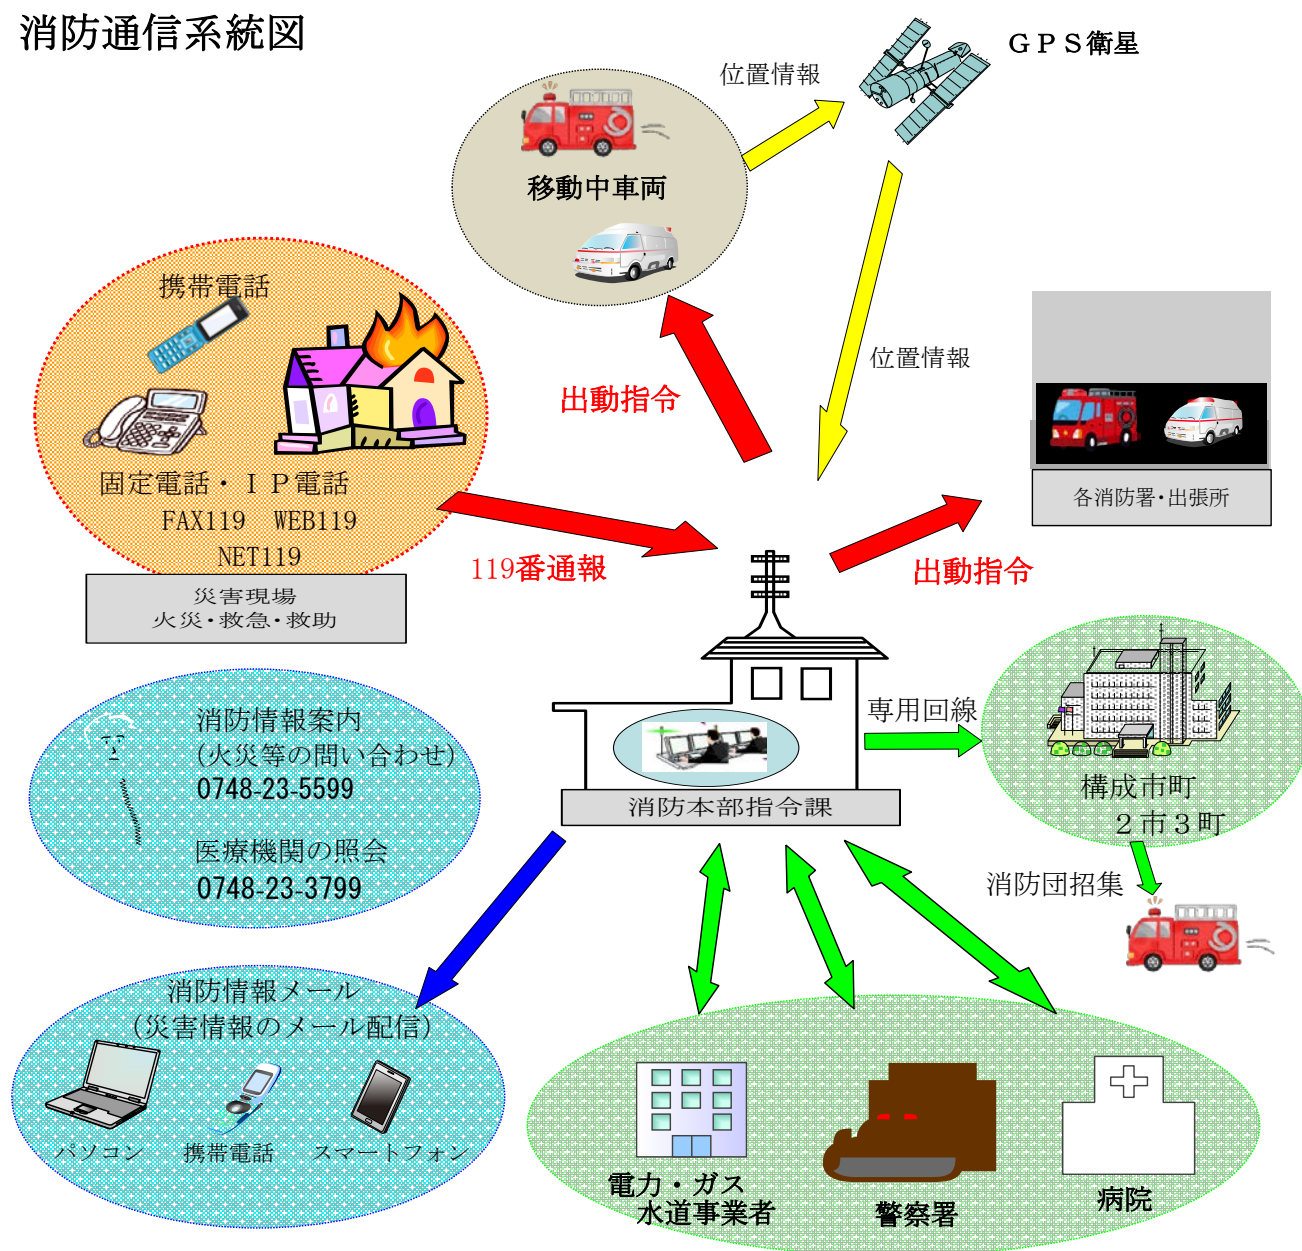 消防通信系統図
GPS衛星
位置情報
移動中車両
携帯電話
位置情報
出動指令
固定電話・IP電話
FAX119 WEB119
NET119
各消防署・出張所
119番通報
出動指令
災害現場
火災・救急・救助
消防情報案内
(火災等の問い合わせ)
0748-23-5599
医療機関の照会
0748-23-3799
専用回線
消防本部指令課
構成市町
2市3町
消防団招集
消防情報メール
(災害情報のメール配信)
パソコン
携帯電話
スマートフォン
電力・ガス
水道事業者
警察署
病院